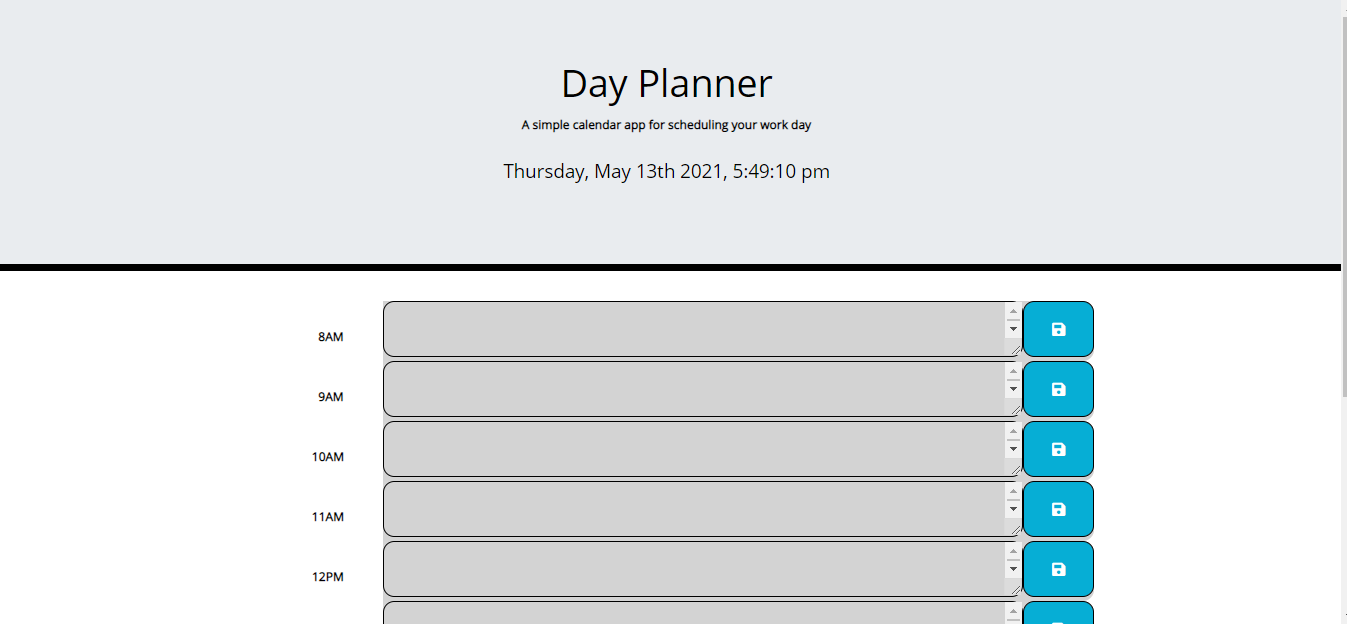 Day Planner
A simple calendar app for scheduling your work day
Thursday, May 13th 2021, 5:49:10 pm
8AM
9AM
10AM
11AM
12PM